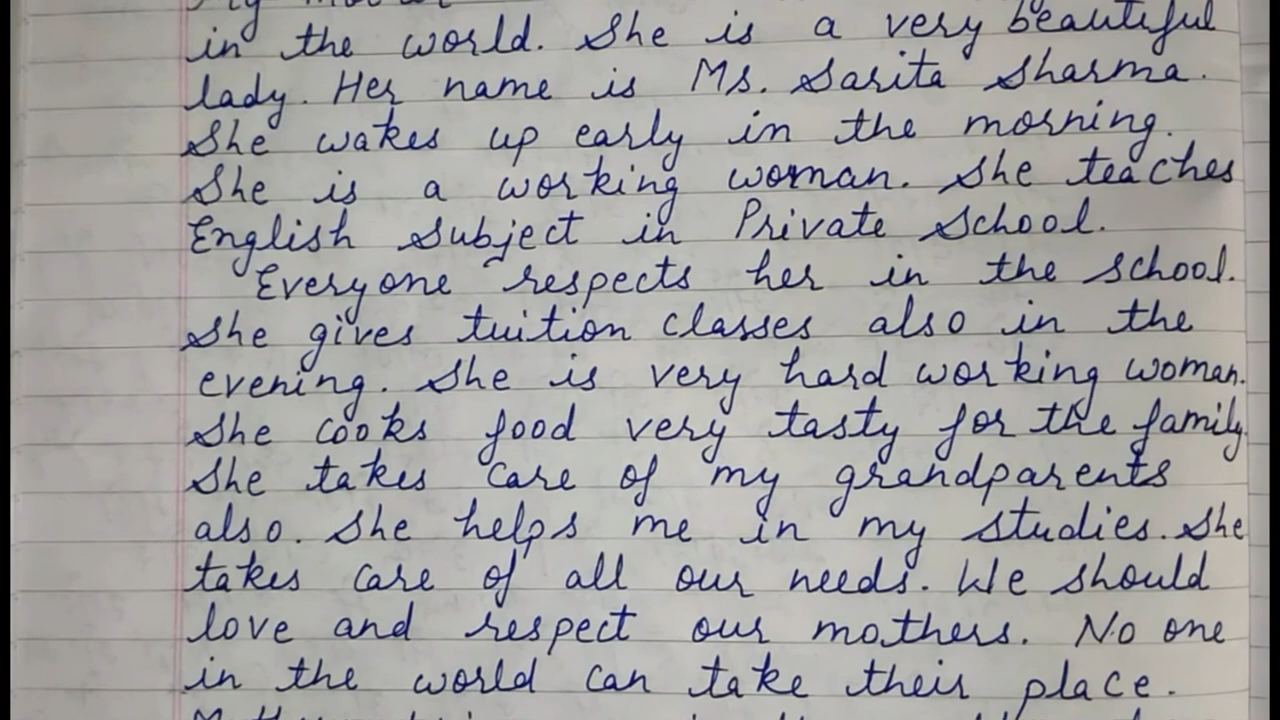 My mother
in the world. She is a very beautiful
lady. Her name is Ms. Sarita Sharma.
She wakes up early in the morning.
She is a working woman. She teaches
English subject in Private School.
Everyone respects her in the school.
She gives tuition classes also in the
evening. She is very hard working woman.
She cooks food very tasty for the family.
She takes care of my grandparents
also. She helps me in my studies. She
takes care of all our needs. We should
love and respect our mothers. No one
in the world can take their place.